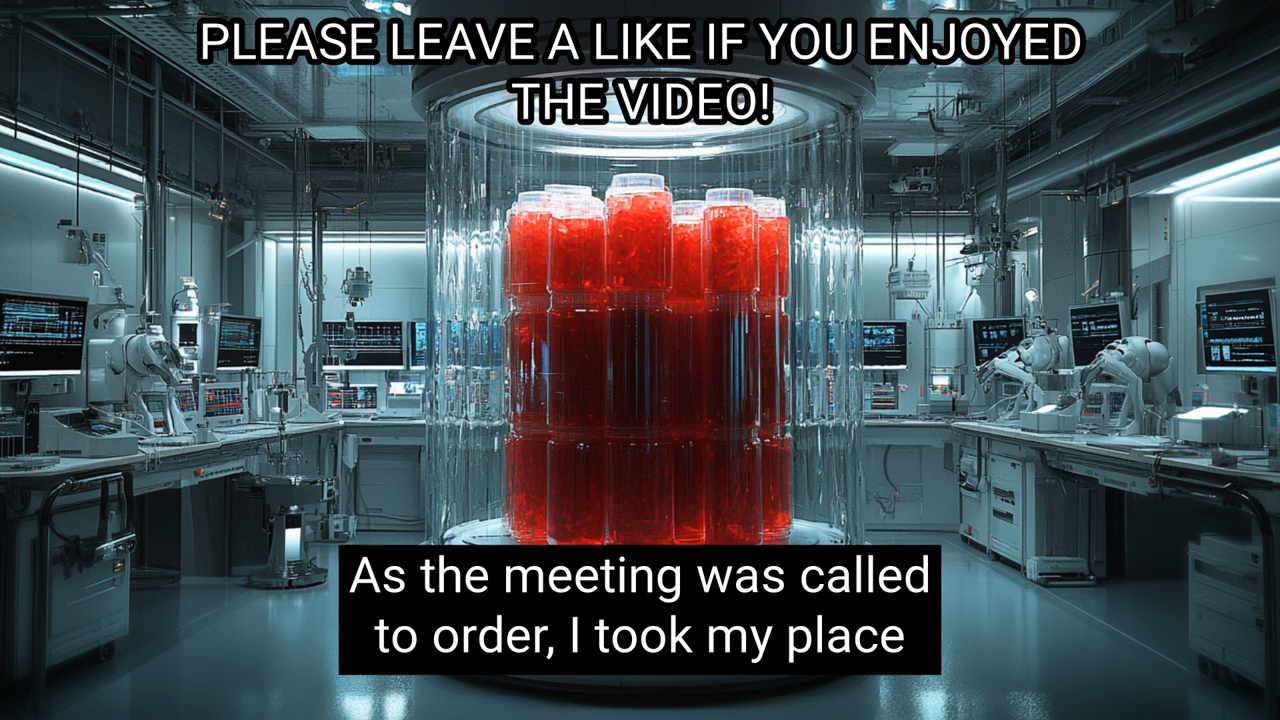 PLEASE LEAVE A LIKE IF YOU ENJOYED
THE VIDEO!
As the meeting was called
to order, I took my place